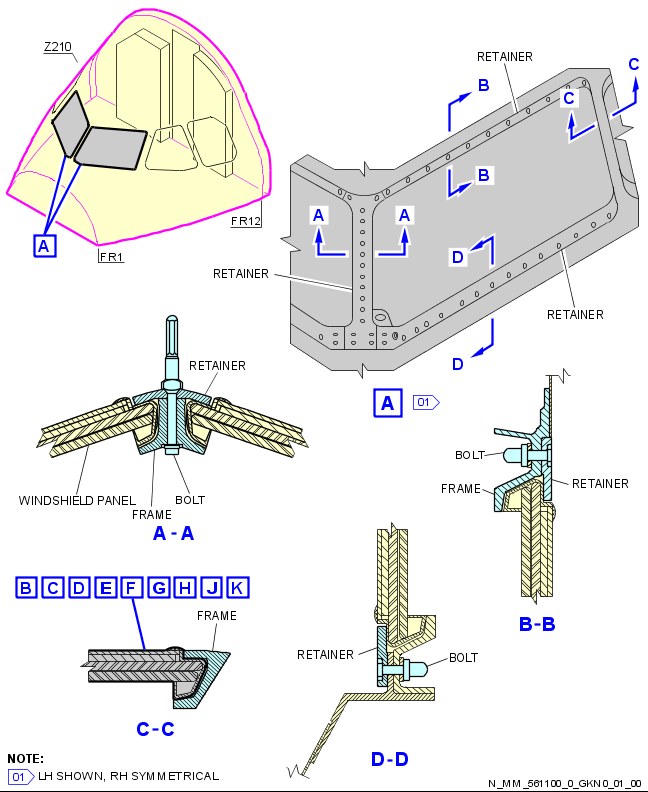 Z210
FR12
FR1
A
RETAINER
B
B
C
C
A A
D
D
RETAINER
RETAINER
A 01
RETAINER
WINDSHIELD PANEL
FRAME
BOLT
A-A
BOLT
FRAME
RETAINER
B-B
B C D E F G H J K
FRAME
C-C
RETAINER
BOLT
D-D
NOTE:
01 LH SHOWN, RH SYMMETRICAL
N_MM_561100_0_GKN0_01_00